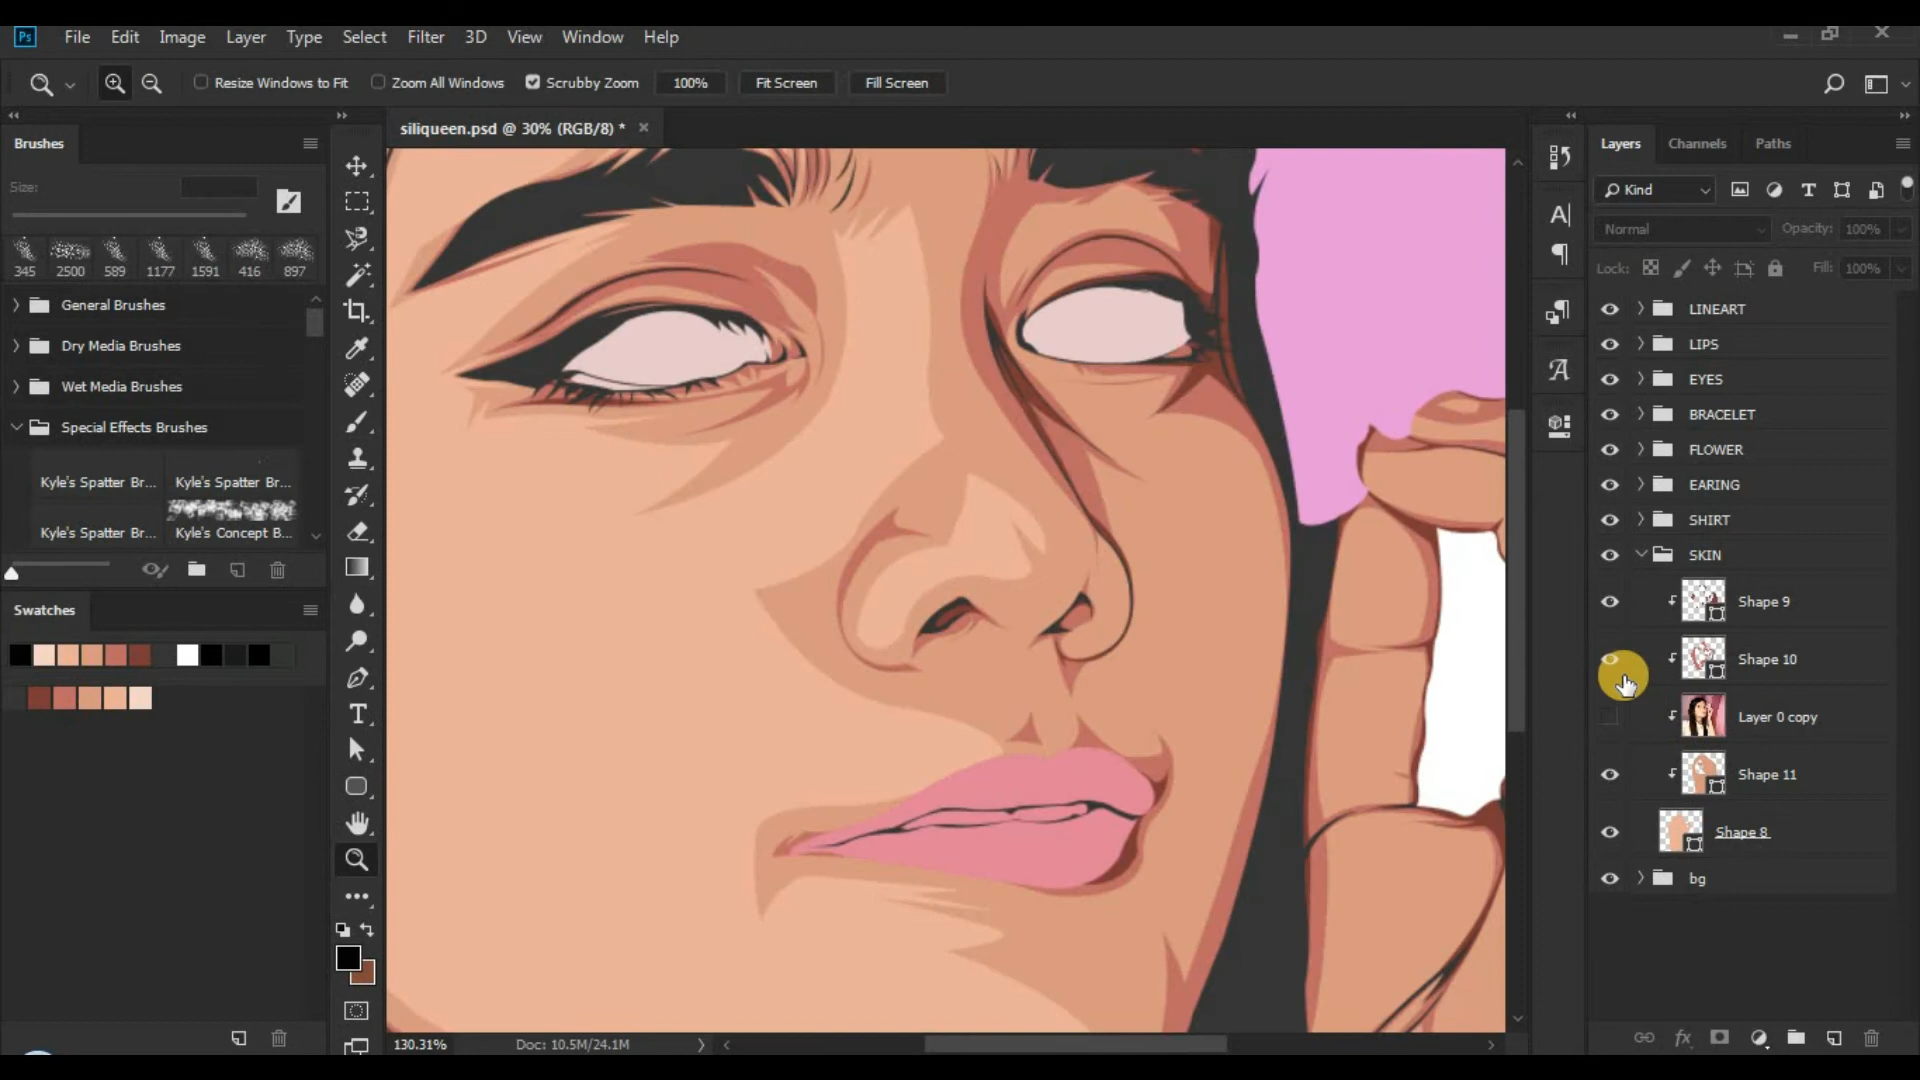 Ps File Edit Image Layer Type Select Filter 3D View Window Help
Resize Windows to Fit Zoom All Windows Scrubby Zoom 100% Fit Screen Fill Screen
siliqueen.psd @ 30% (RGB/8) *
Brushes
Size:
345 2500 589 1177 1591 416 897
General Brushes
Dry Media Brushes
Wet Media Brushes
Special Effects Brushes
Kyle's Spatter Br... Kyle's Spatter Br...
Kyle's Spatter Br... Kyle's Concept B...
Swatches
130.31% Doc: 10.5M/24.1M
Layers Channels Paths
Kind
Normal Opacity: 100%
Lock: Fill: 100%
LINEART
LIPS
EYES
BRACELET
FLOWER
EARING
SHIRT
SKIN
Shape 9
Shape 10
Layer 0 copy
Shape 11
Shape 8
bg